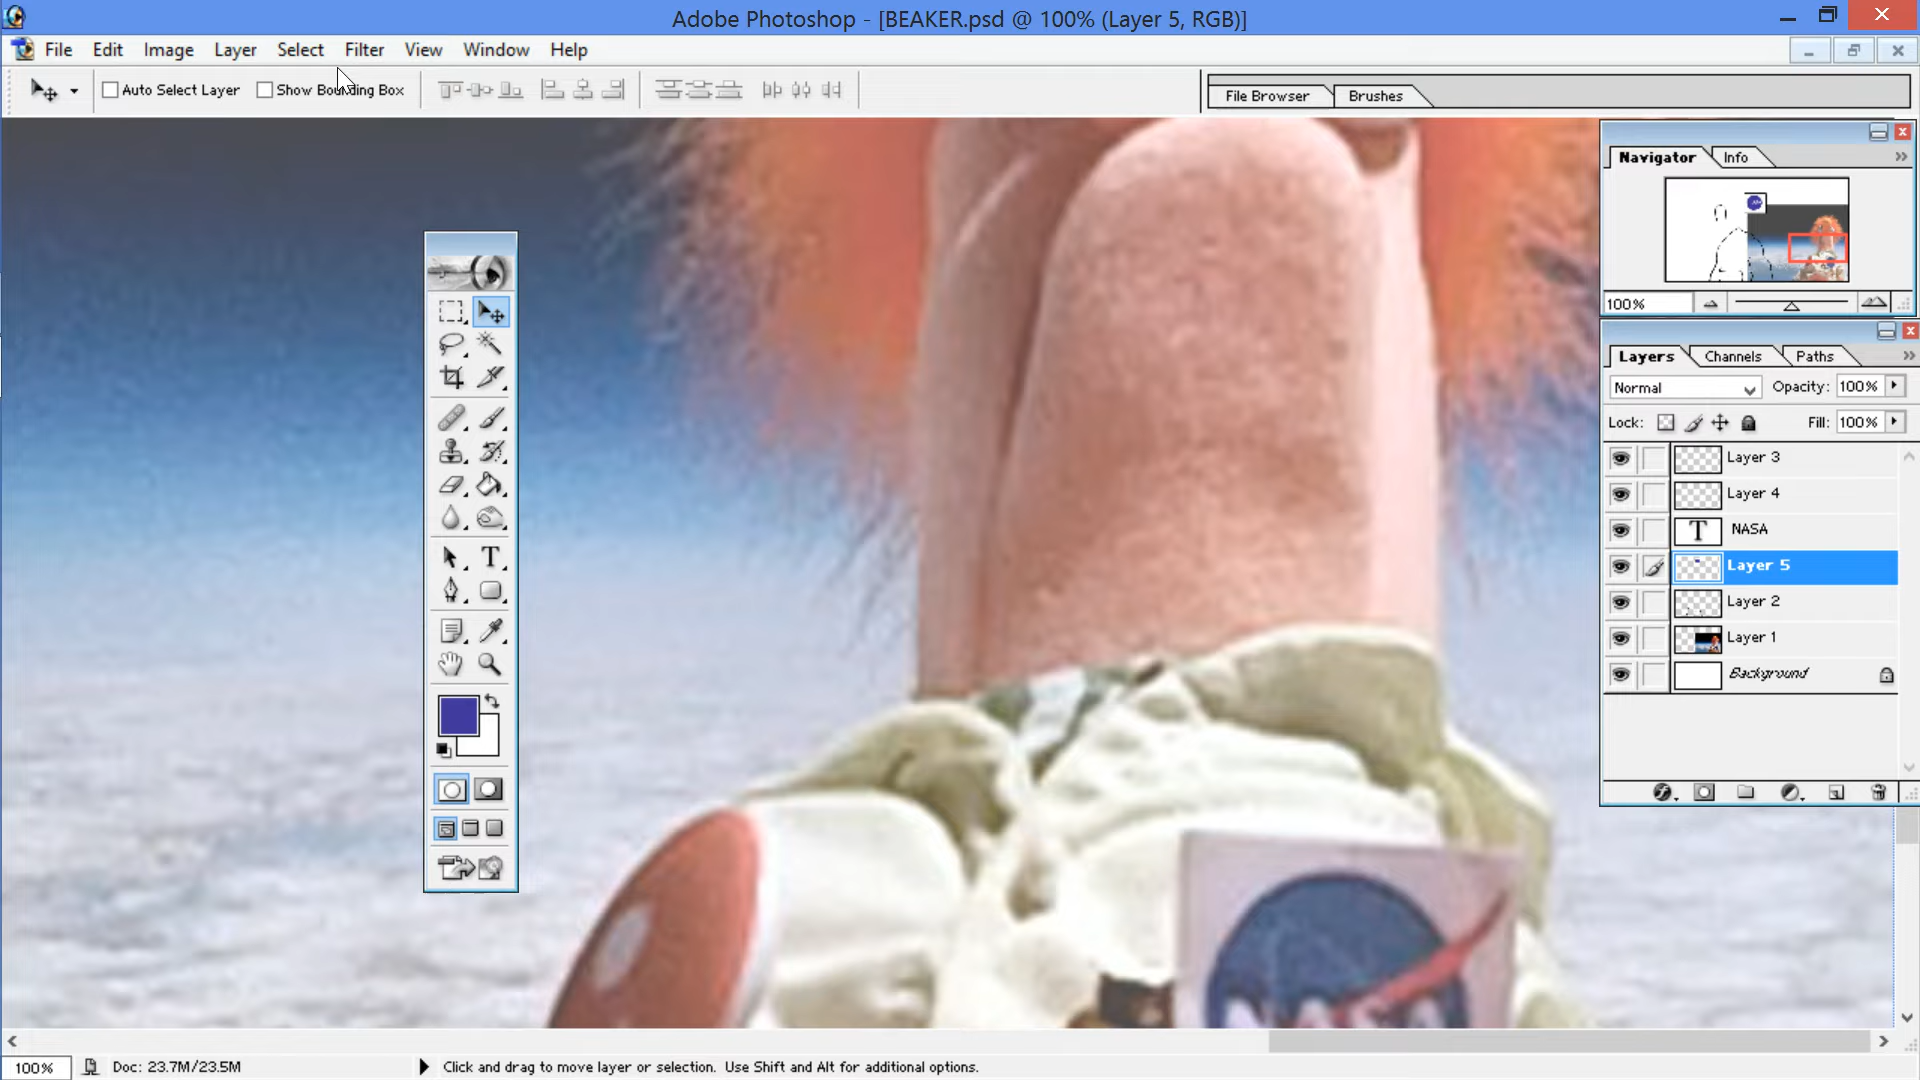 Adobe Photoshop - [BEAKER.psd @ 100% (Layer 5, RGB)]
File Edit Image Layer Select Filter View Window Help
Auto Select Layer Show Bounding Box
File Browser Brushes
Navigator Info
100%
Layers Channels Paths
Normal Opacity: 100%
Lock: Fill: 100%
Layer 3
Layer 4
T NASA
Layer 5
Layer 2
Layer 1
Background
T
NASA
100% Doc: 23.7M/23.5M Click and drag to move layer or selection. Use Shift and Alt for additional options.